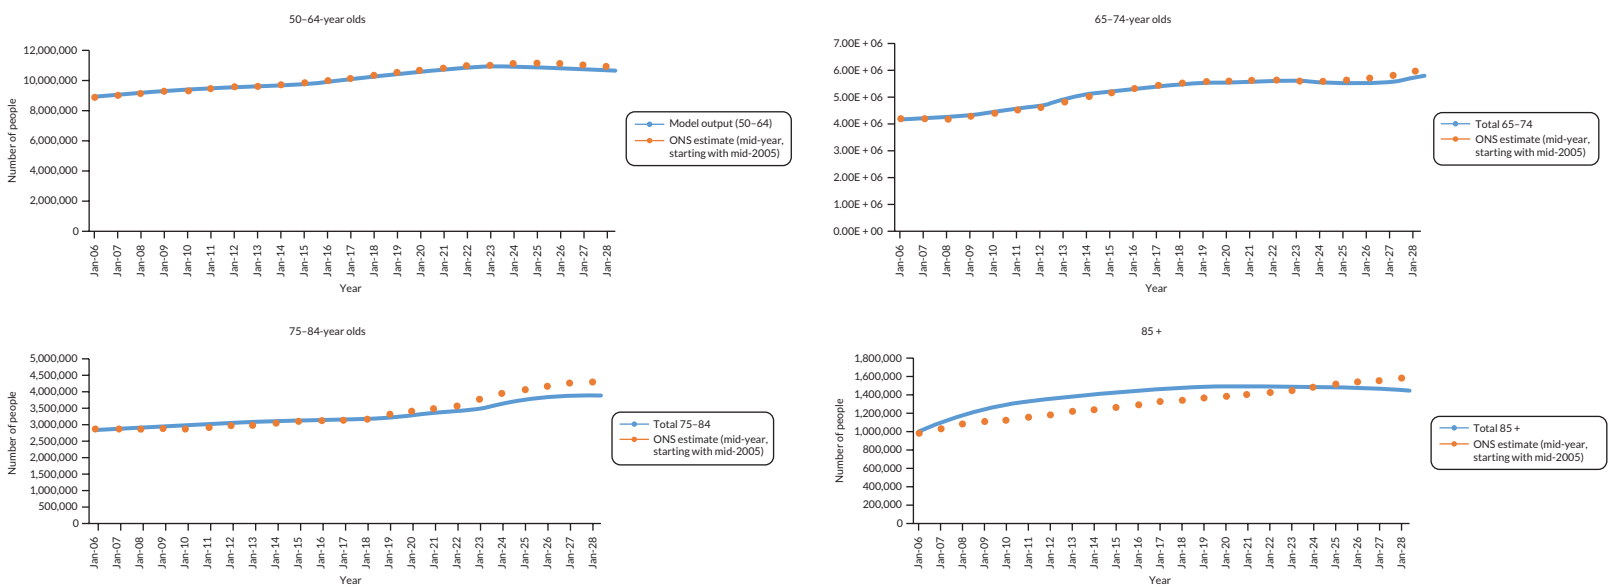 50–64-year olds
12,000,000
10,000,000
8,000,000
6,000,000
4,000,000
2,000,000
0
Number of people
Jan-06
Jan-07
Jan-08
Jan-09
Jan-10
Jan-11
Jan-12
Jan-13
Jan-14
Jan-15
Jan-16
Jan-17
Jan-18
Jan-19
Jan-20
Jan-21
Jan-22
Jan-23
Jan-24
Jan-25
Jan-26
Jan-27
Jan-28
Year
Model output (50–64)
ONS estimate (mid-year,
starting with mid-2005)
65–74-year olds
7.00E + 06
6.00E + 06
5.00E + 06
4.00E + 06
3.00E + 06
2.00E + 06
1.00E + 06
0.00E + 00
Jan-06
Jan-07
Jan-08
Jan-09
Jan-10
Jan-11
Jan-12
Jan-13
Jan-14
Jan-15
Jan-16
Jan-17
Jan-18
Jan-19
Jan-20
Jan-21
Jan-22
Jan-23
Jan-24
Jan-25
Jan-26
Jan-27
Jan-28
Year
Total 65–74
ONS estimate (mid-year,
starting with mid-2005)
75–84-year olds
5,000,000
4,500,000
4,000,000
3,500,000
3,000,000
2,500,000
2,000,000
1,500,000
1,000,000
500,000
0
Number of people
Jan-06
Jan-07
Jan-08
Jan-09
Jan-10
Jan-11
Jan-12
Jan-13
Jan-14
Jan-15
Jan-16
Jan-17
Jan-18
Jan-19
Jan-20
Jan-21
Jan-22
Jan-23
Jan-24
Jan-25
Jan-26
Jan-27
Jan-28
Year
Total 75–84
ONS estimate (mid-year,
starting with mid-2005)
85 +
1,800,000
1,600,000
1,400,000
1,200,000
1,000,000
800,000
600,000
400,000
200,000
0
Number of people
Jan-06
Jan-07
Jan-08
Jan-09
Jan-10
Jan-11
Jan-12
Jan-13
Jan-14
Jan-15
Jan-16
Jan-17
Jan-18
Jan-19
Jan-20
Jan-21
Jan-22
Jan-23
Jan-24
Jan-25
Jan-26
Jan-27
Jan-28
Year
Total 85 +
ONS estimate (mid-year,
starting with mid-2005)